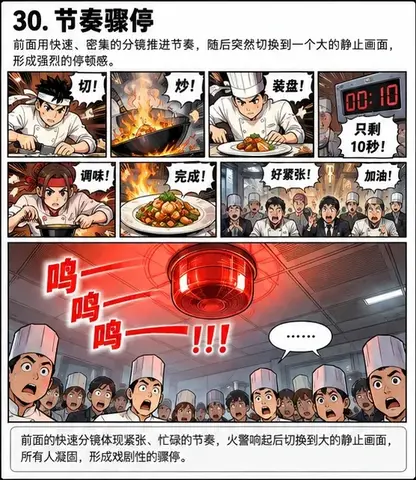 30. 节奏骤停
前面用快速、密集的分镜推进节奏，随后突然切换到一个大的静止画面，
形成强烈的停顿感。
切！
炒！
装盘！
00:10
只剩
10秒！
调味！
完成！
好紧张！
加油！
呜——
呜——
呜——!!!
……
前面的快速分镜体现紧张、忙碌的节奏，火警响起后切换到大的静止画面，
所有人凝固，形成戏剧性的骤停。